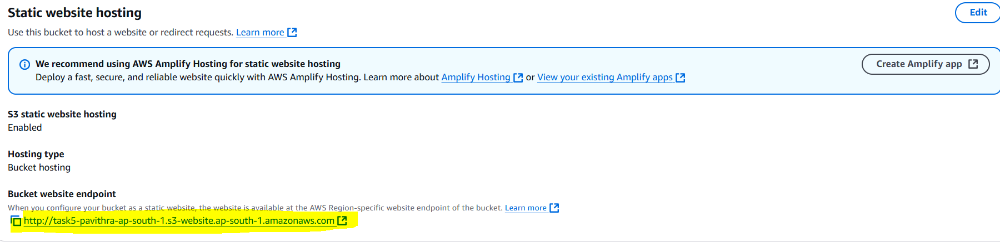 Static website hosting
Edit
Use this bucket to host a website or redirect requests. Learn more
We recommend using AWS Amplify Hosting for static website hosting
Create Amplify app
Deploy a fast, secure, and reliable website quickly with AWS Amplify Hosting. Learn more about Amplify Hosting or View your existing Amplify apps
S3 static website hosting
Enabled
Hosting type
Bucket hosting
Bucket website endpoint
When you configure your bucket as a static website, the website is available at the AWS Region-specific website endpoint of the bucket. Learn more
http://task5-pavithra-ap-south-1.s3-website.ap-south-1.amazonaws.com